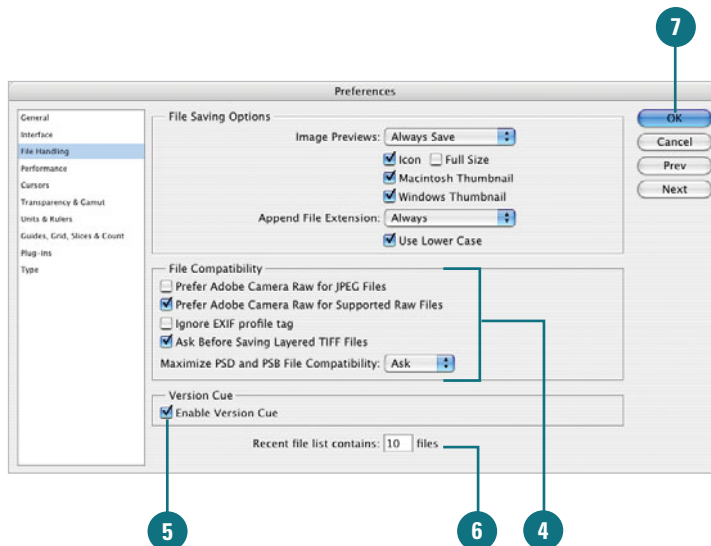 7
Preferences
General
Interface
File Handling
Performance
Cursors
Transparency & Gamut
Units & Rulers
Guides, Grid, Slices & Count
Plug-Ins
Type
File Saving Options
Image Previews: Always Save
Icon Full Size
Macintosh Thumbnail
Windows Thumbnail
Append File Extension: Always
Use Lower Case
File Compatibility
Prefer Adobe Camera Raw for JPEG Files
Prefer Adobe Camera Raw for Supported Raw Files
Ignore EXIF profile tag
Ask Before Saving Layered TIFF Files
Maximize PSD and PSB File Compatibility: Ask
Version Cue
Enable Version Cue
Recent file list contains: 10 files
OK
Cancel
Prev
Next
5
6
4